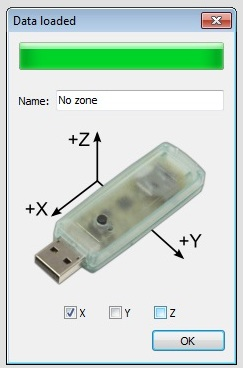 Data loaded
Name: No zone
+Z
+X
+Y
X Y Z
OK